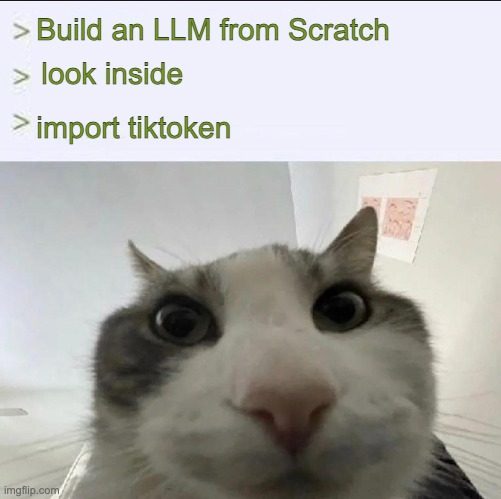 > Build an LLM from Scratch
> look inside
> import tiktoken
imgflip.com